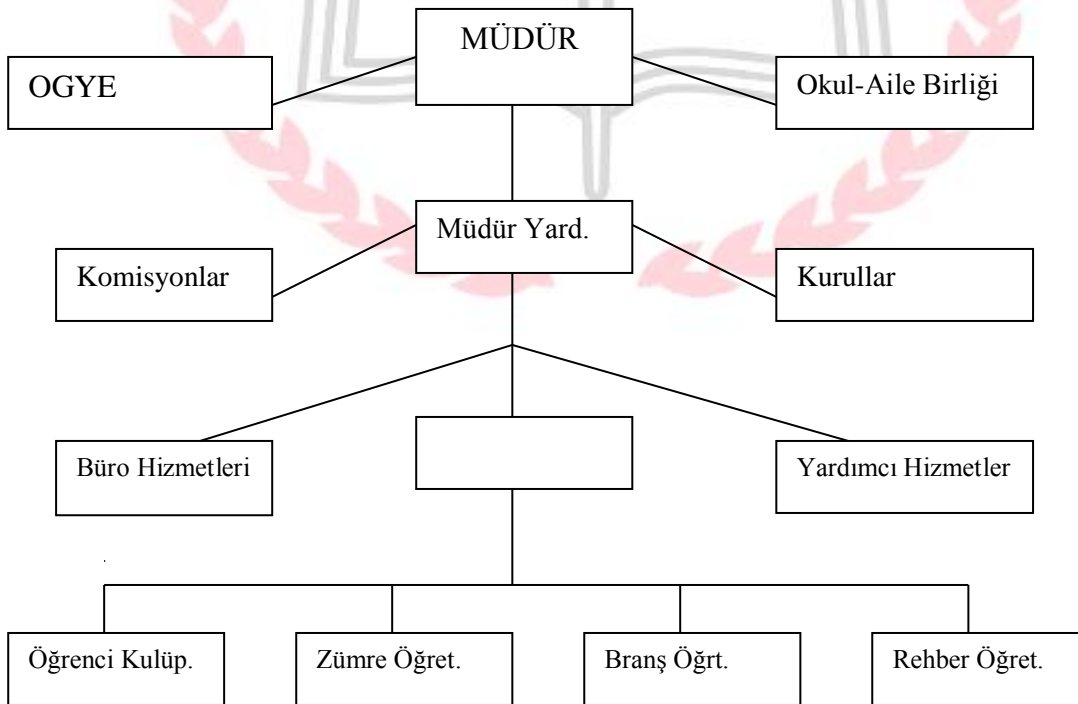 MÜDÜR
OGYE
Okul-Aile Birliği
Müdür Yard.
Komisyonlar
Kurullar
Büro Hizmetleri
Yardımcı Hizmetler
Öğrenci Kulüp.
Zümre Öğret.
Branş Öğrt.
Rehber Öğret.